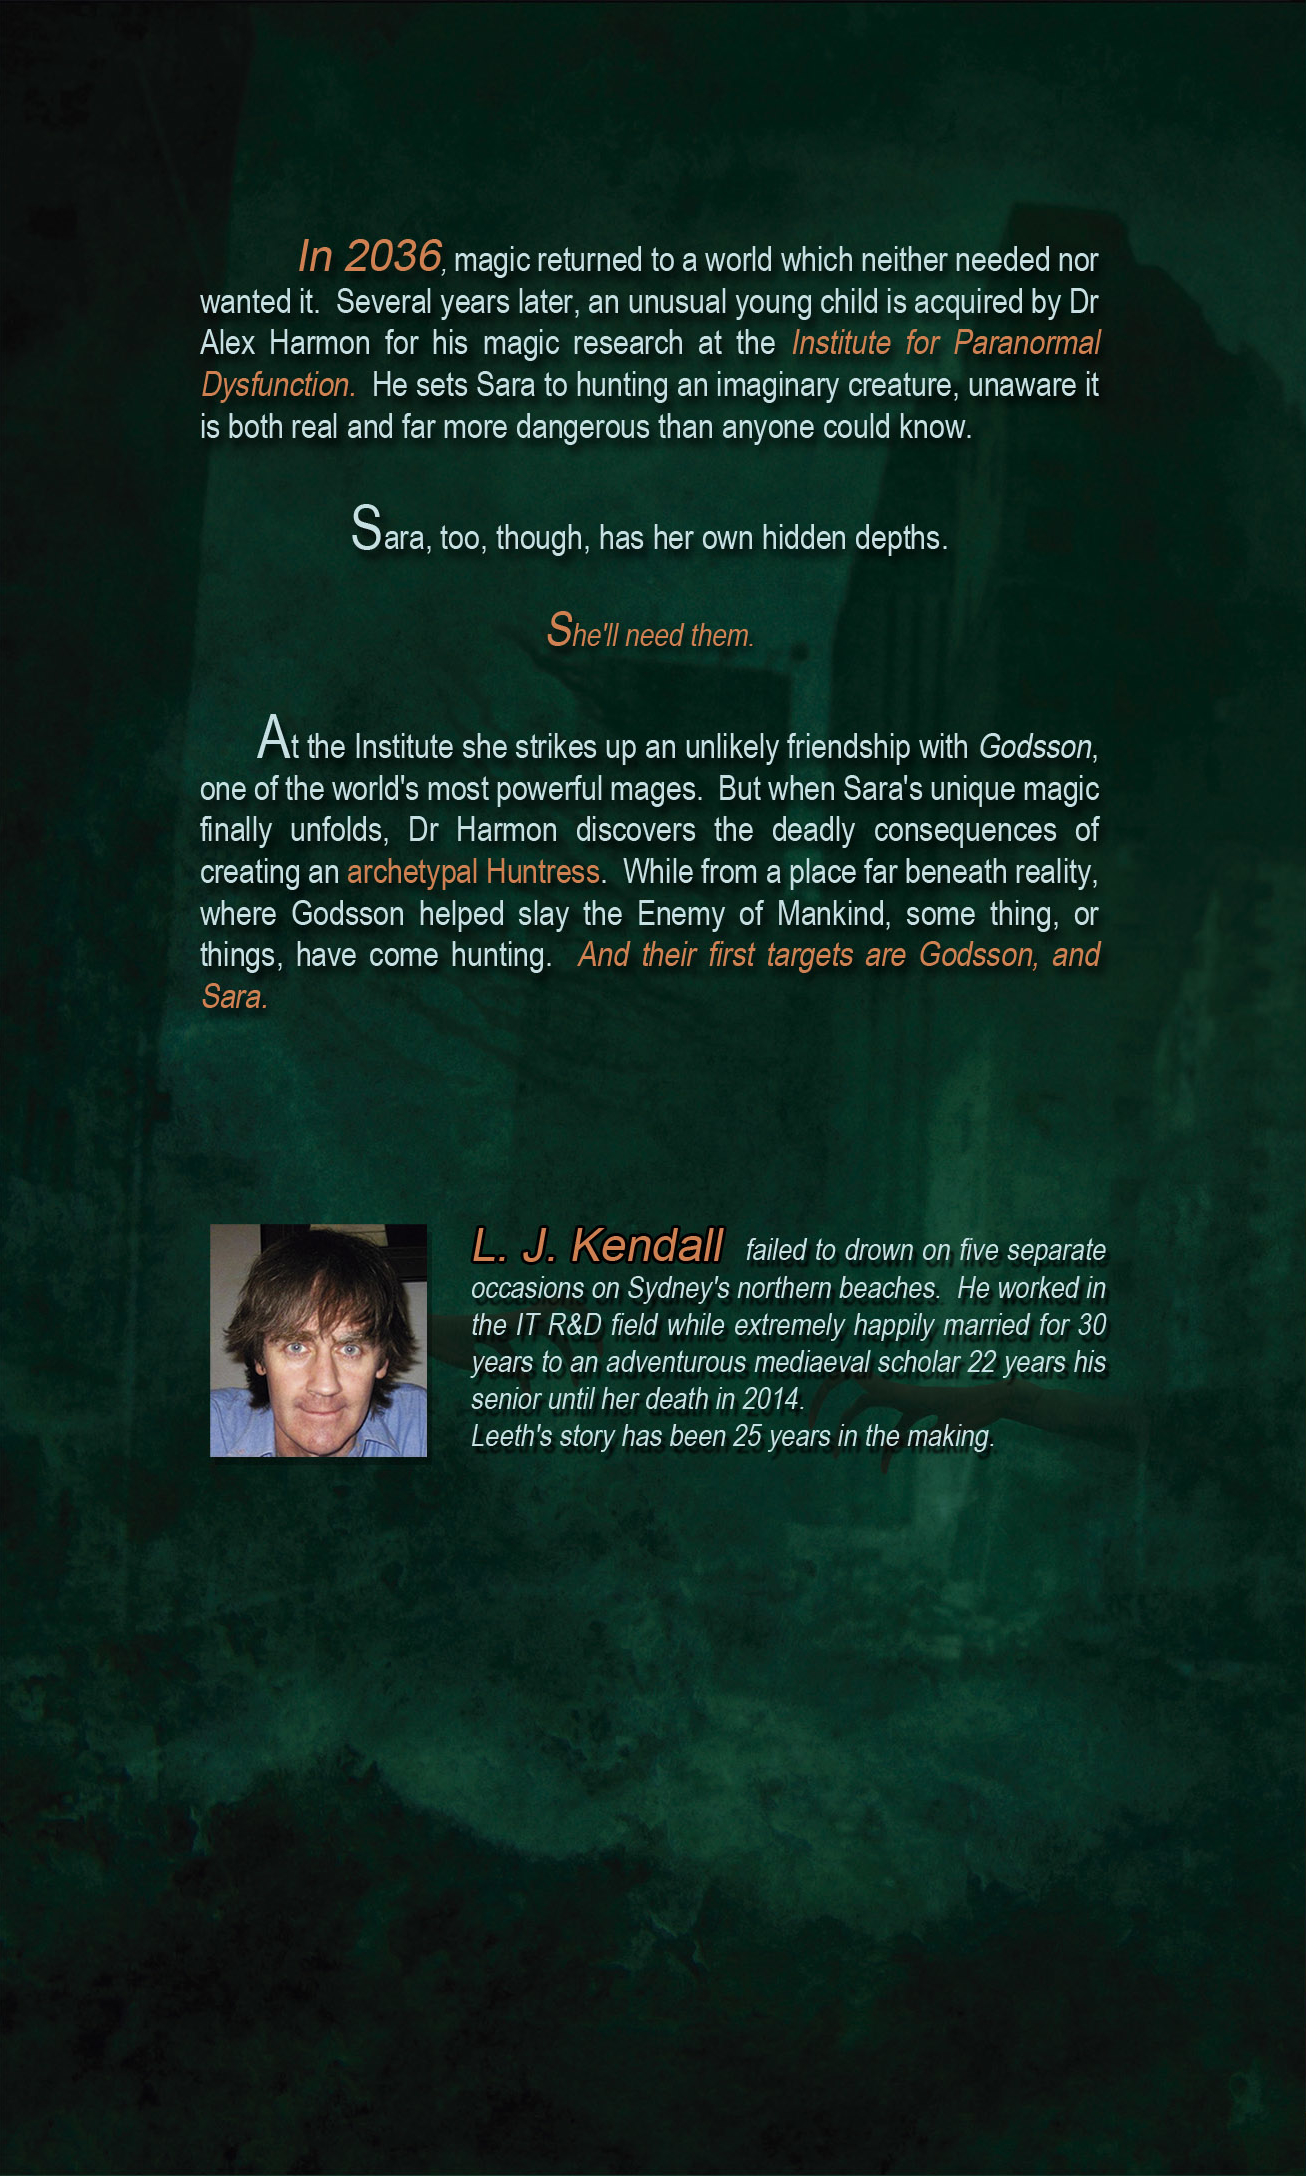 In 2036, magic returned to a world which neither needed nor
wanted it.  Several years later, an unusual young child is acquired by Dr
Alex Harmon for his magic research at the Institute for Paranormal
Dysfunction.  He sets Sara to hunting an imaginary creature, unaware it
is both real and far more dangerous than anyone could know.
Sara, too, though, has her own hidden depths.
She'll need them.
At the Institute she strikes up an unlikely friendship with Godsson,
one of the world's most powerful mages.  But when Sara's unique magic
finally unfolds, Dr Harmon discovers the deadly consequences of
creating an archetypal Huntress.  While from a place far beneath reality,
where Godsson helped slay the Enemy of Mankind, some thing, or
things, have come hunting.  And their first targets are Godsson, and
Sara.
L. J. Kendall failed to drown on five separate
occasions on Sydney's northern beaches.  He worked in
the IT R&D field while extremely happily married for 30
years to an adventurous mediaeval scholar 22 years his
senior until her death in 2014.
Leeth's story has been 25 years in the making.